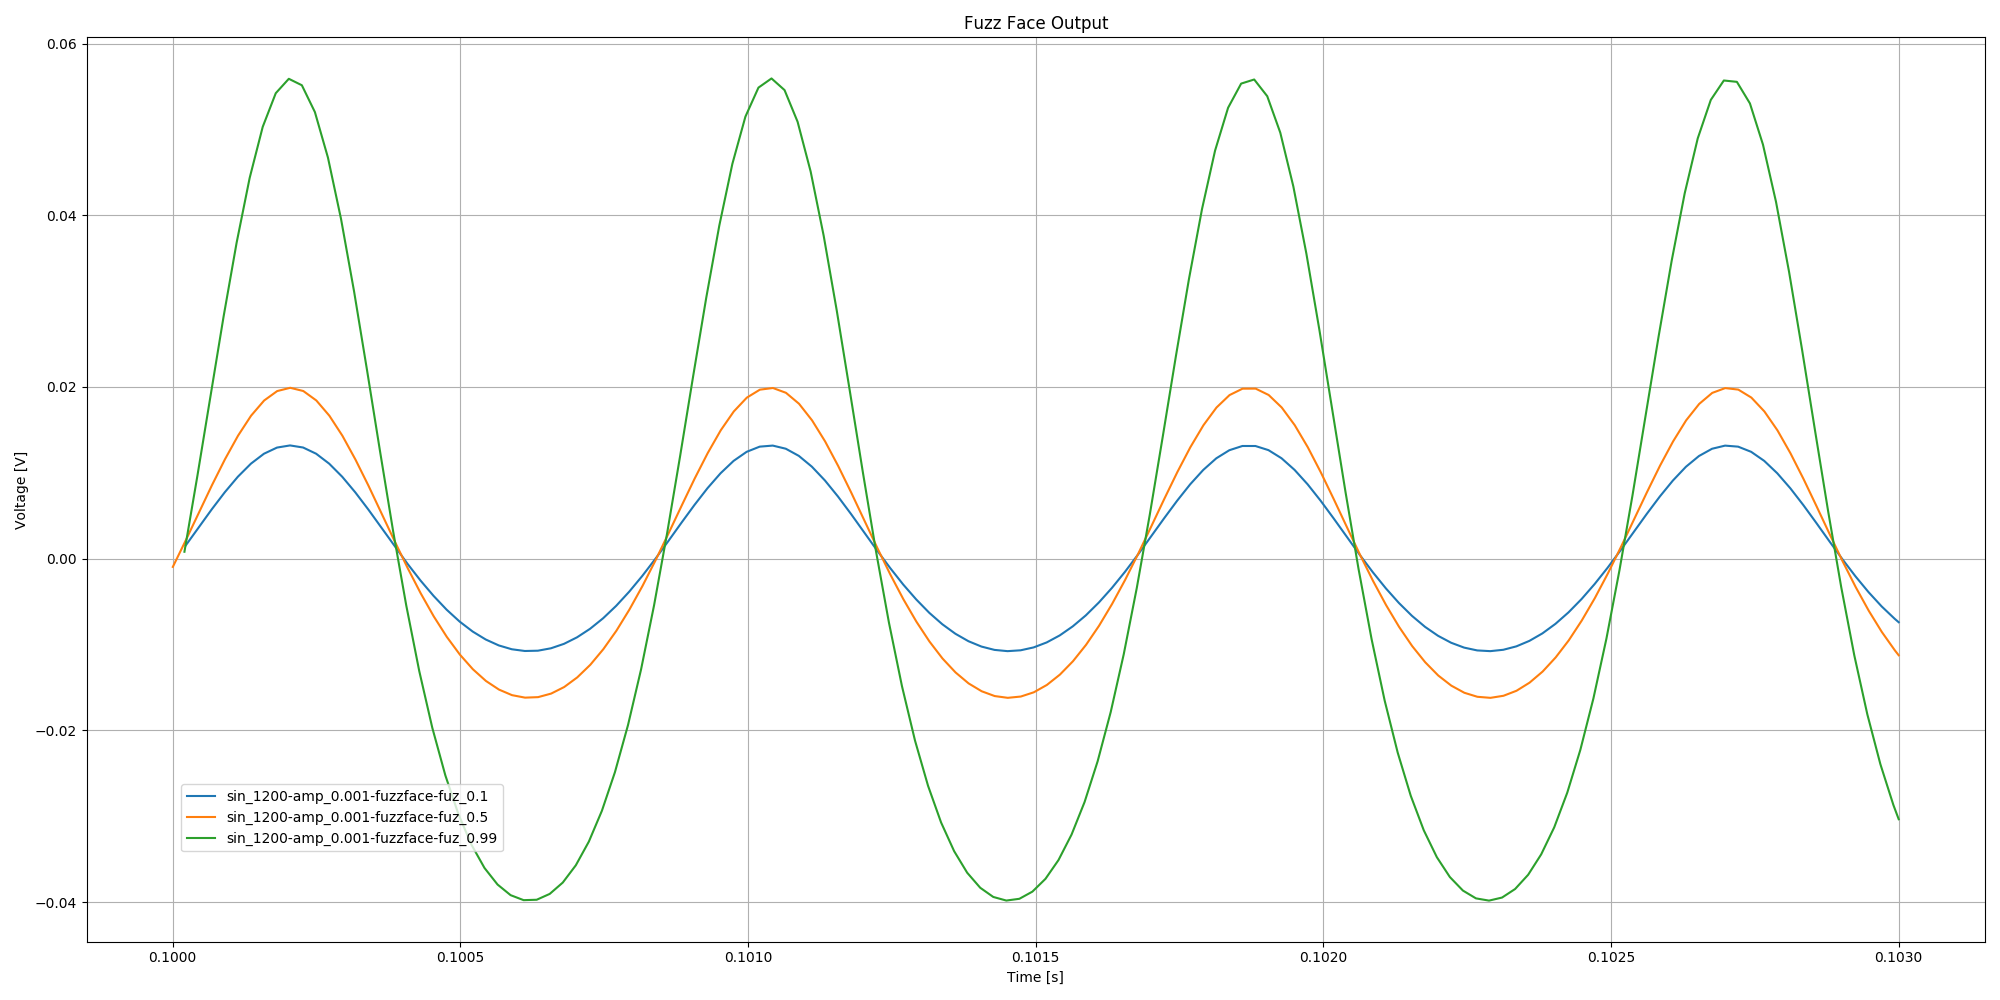 Fuzz Face Output
0.06
0.04
0.02
0.00
−0.02
−0.04
Voltage [V]
sin_1200-amp_0.001-fuzzface-fuz_0.1
sin_1200-amp_0.001-fuzzface-fuz_0.5
sin_1200-amp_0.001-fuzzface-fuz_0.99
0.1000 0.1005 0.1010 0.1015 0.1020 0.1025 0.1030
Time [s]